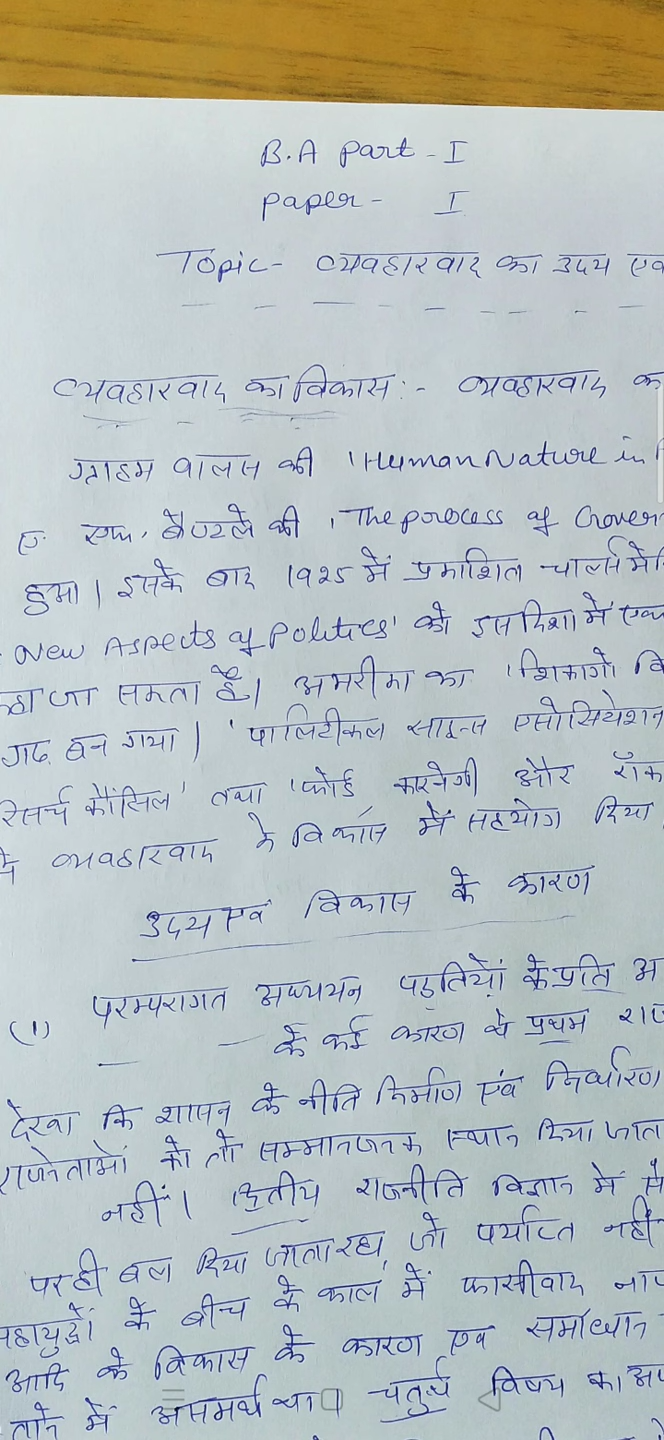 B.A Part - I
Paper - I
Topic - व्यवहारवाद का उदय एवं
व्यवहारवाद का विकास :- व्यवहारवाद का
ग्राहम वालस की 'Human Nature in
ए. एफ. बैण्टले की 'The process of Gover
हुआ। इसके बाद 1925 में प्रकाशित चार्ल्स
New Aspects of Politics' को इस दिशा में एक
कहा जा सकता है। अमरीका का 'शिकागो वि
गढ़ बन गया। 'पालिटीकल साइन्स एसोसियेशन
रिसर्च कौंसिल' तथा 'फोर्ड कारनेगी और रॉक
व्यवहारवाद के विकास में सहयोग दिया
उदय एवं विकास के कारण
(1) परम्परागत अध्ययन पद्धतियों के प्रति अ
के कई कारण थे प्रथम राज
देखा कि शासन के नीति निर्माण एवं निर्धारण
राजनेताओं को तो सम्मानजनक स्थान दिया जाता
नहीं। द्वितीय राजनीति विज्ञान में
पर ही बल दिया जाता रहा, जो पर्याप्त नहीं
महायुद्धों के बीच के काल में फासीवाद
आदि के विकास के कारण एवं समाधान
में असमर्थ था। चतुर्थ विषय का